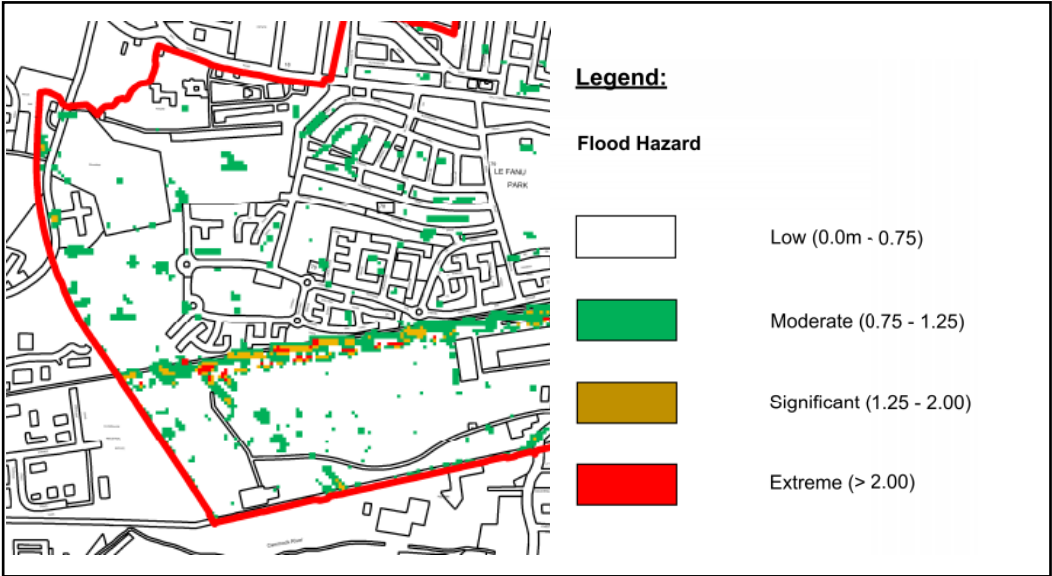 Legend:
Flood Hazard
LE FANU
PARK
Low (0.0m - 0.75)
Moderate (0.75 - 1.25)
Significant (1.25 - 2.00)
Extreme (> 2.00)